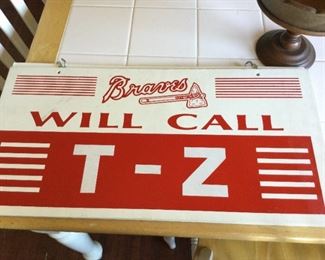 Braves
WILL CALL
T - Z